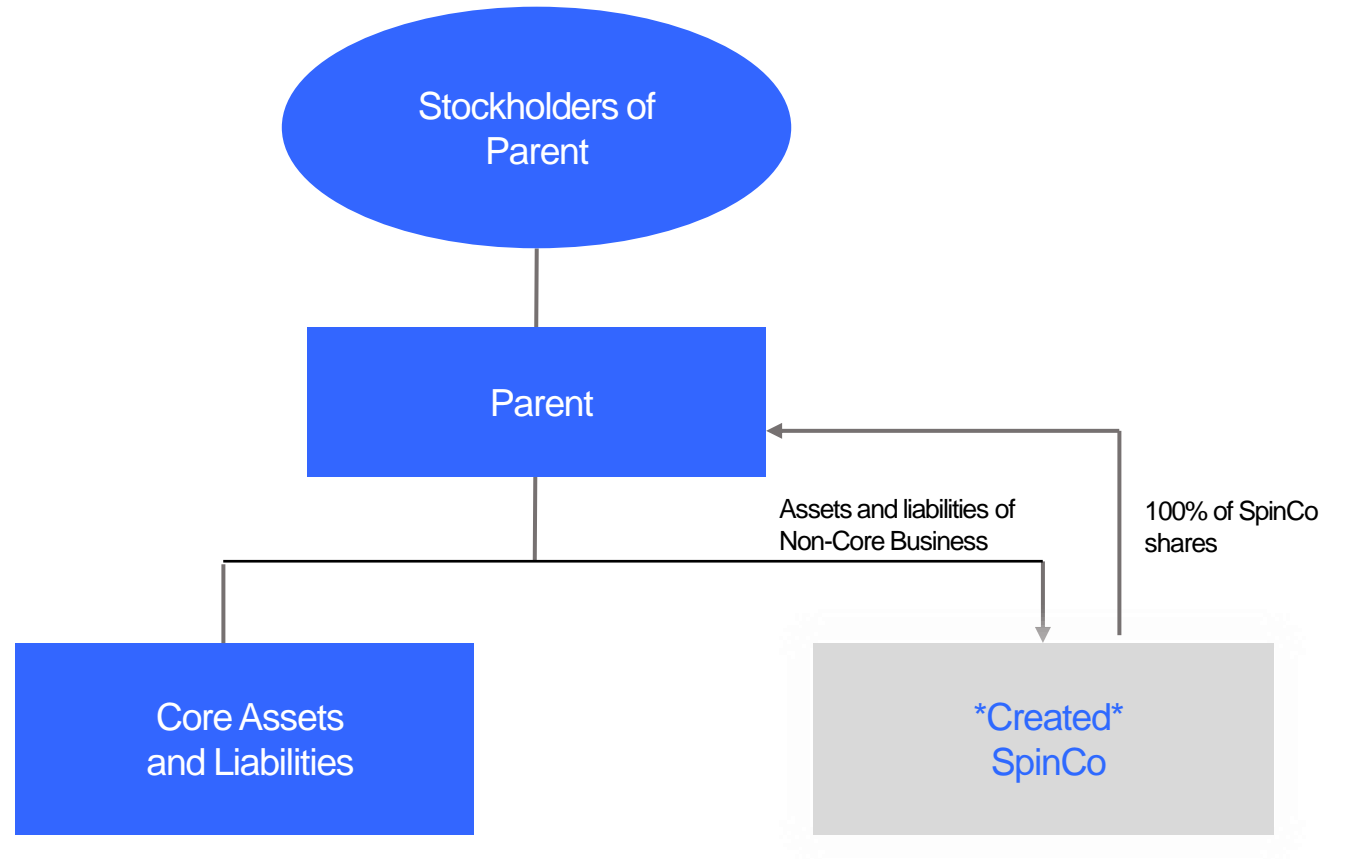 Stockholders of
Parent
Parent
Assets and liabilities of
Non-Core Business
100% of SpinCo
shares
Core Assets
and Liabilities
*Created*
SpinCo